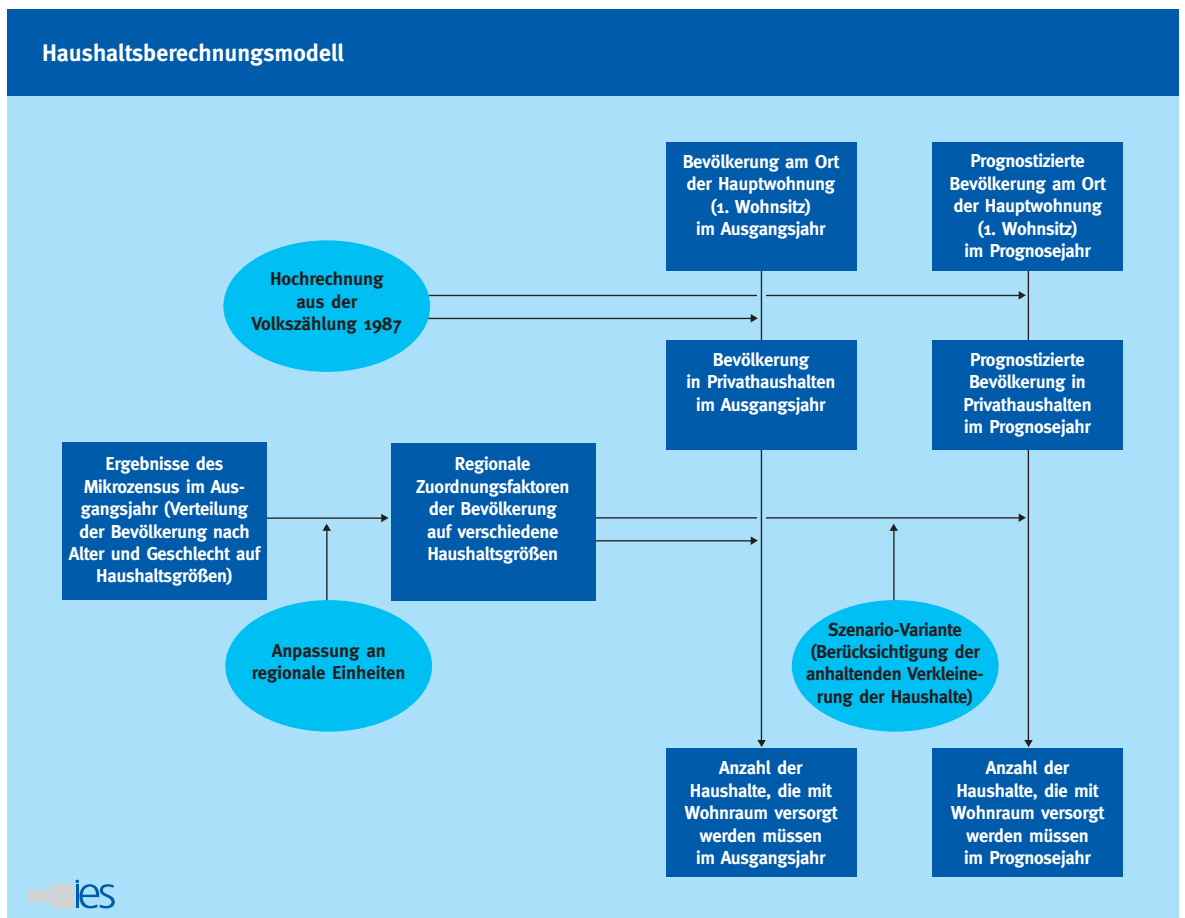 Haushaltsberechnungsmodell
Bevölkerung am Ort
der Hauptwohnung
(1. Wohnsitz)
im Ausgangsjahr
Prognostizierte
Bevölkerung am Ort
der Hauptwohnung
(1. Wohnsitz)
im Prognosejahr
Hochrechnung
aus der
Volkszählung 1987
Bevölkerung
in Privathaushalten
im Ausgangsjahr
Prognostizierte
Bevölkerung in
Privathaushalten
im Prognosejahr
Ergebnisse des
Mikrozensus im Aus-
gangsjahr (Verteilung
der Bevölkerung nach
Alter und Geschlecht auf
Haushaltsgrößen)
Regionale
Zuordnungsfaktoren
der Bevölkerung
auf verschiedene
Haushaltsgrößen
Anpassung an
regionale Einheiten
Szenario-Variante
(Berücksichtigung der
anhaltenden Verkleine-
rung der Haushalte)
Anzahl der
Haushalte, die mit
Wohnraum versorgt
werden müssen
im Ausgangsjahr
Anzahl der
Haushalte, die mit
Wohnraum versorgt
werden müssen
im Prognosejahr
ies